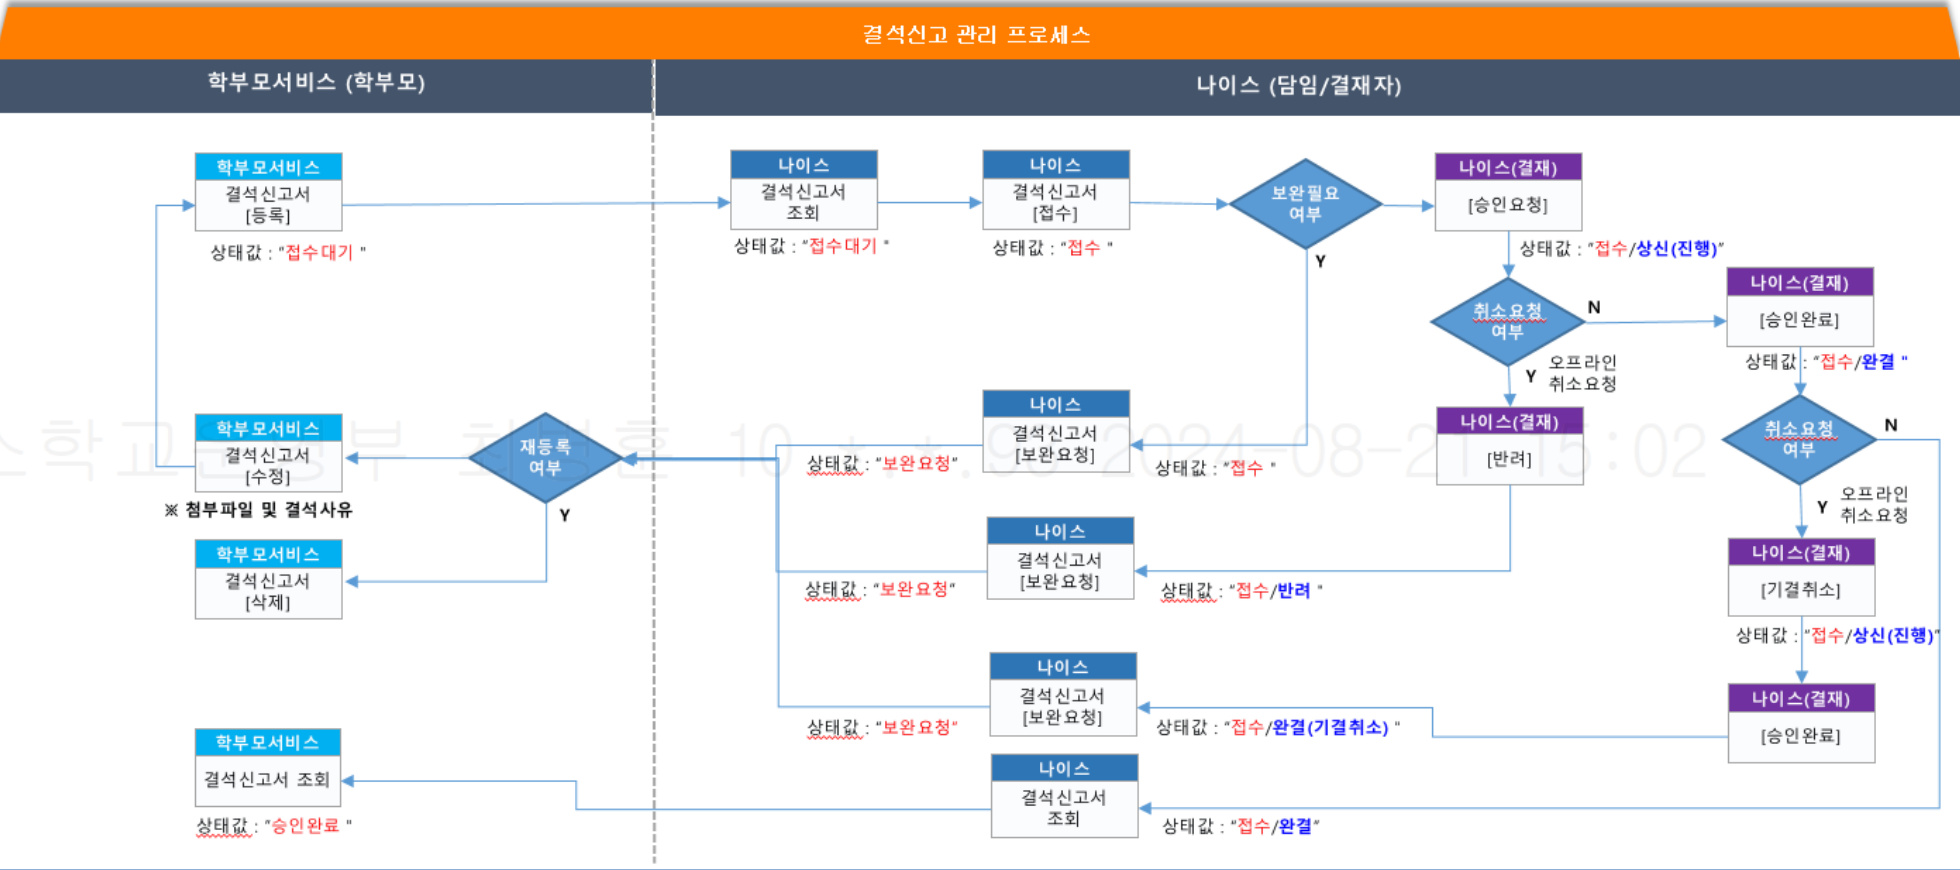 결석신고 관리 프로세스
학부모서비스 (학부모)
나이스 (담임/결재자)
학부모서비스
결석신고서
[등록]
상태값 : "접수대기 "
나이스
결석신고서
조회
상태값 : "접수대기 "
나이스
결석신고서
[접수]
상태값 : "접수 "
보완필요
여부
Y
나이스(결재)
[승인요청]
상태값 : "접수/상신(진행)"
취소요청
여부
N
Y
오프라인
취소요청
나이스(결재)
[승인완료]
상태값 : "접수/완결 "
취소요청
여부
N
Y
오프라인
취소요청
나이스(결재)
[반려]
나이스
결석신고서
[보완요청]
상태값 : "접수 "
상태값 : "보완요청"
재등록
여부
Y
학부모서비스
결석신고서
[수정]
※ 첨부파일 및 결석사유
학부모서비스
결석신고서
[삭제]
나이스
결석신고서
[보완요청]
상태값 : "접수/반려 "
상태값 : "보완요청"
나이스(결재)
[기결취소]
상태값 : "접수/상신(진행)"
나이스(결재)
[승인완료]
나이스
결석신고서
[보완요청]
상태값 : "접수/완결(기결취소) "
상태값 : "보완요청"
나이스
결석신고서
조회
상태값 : "접수/완결"
학부모서비스
결석신고서 조회
상태값 : "승인완료 "
2024-08-21 15:02